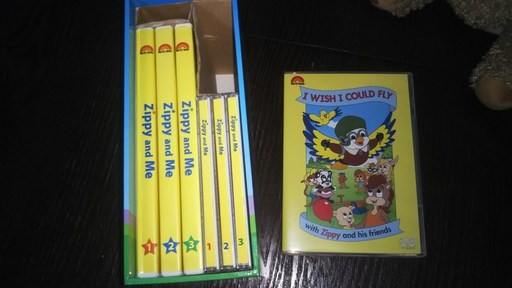 Zippy and Me
1
Zippy and Me
2
Zippy and Me
3
Zippy and Me
1
Zippy and Me
2
Zippy and Me
3
I WISH I COULD FLY
with Zippy and his friends